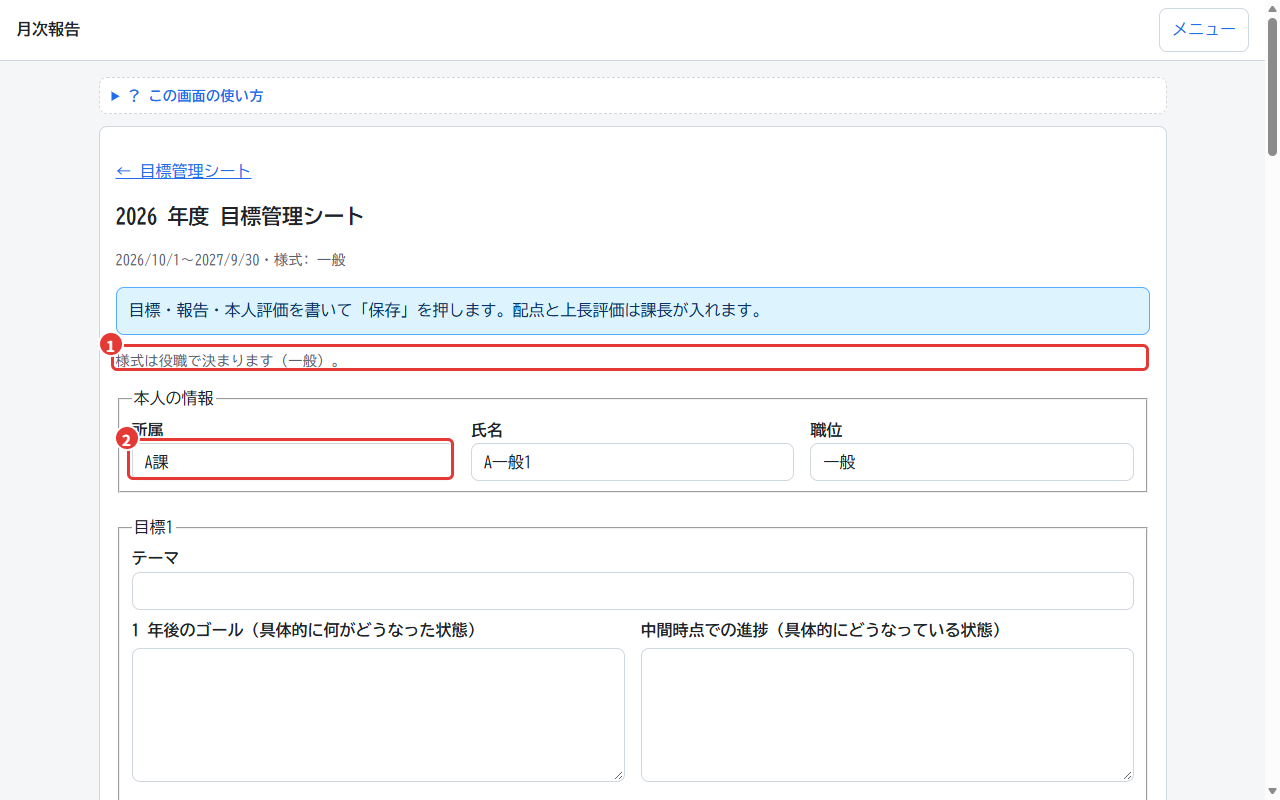 月次報告
メニュー
▶ ? この画面の使い方
← 目標管理シート
2026 年度 目標管理シート
2026/10/1〜2027/9/30・様式: 一般
目標・報告・本人評価を書いて「保存」を押します。配点と上長評価は課長が入れます。
1
様式は役職で決まります（一般）。
本人の情報
2
所属 氏名 職位
A課 A一般1 一般
目標1
テーマ
1 年後のゴール（具体的に何がどうなった状態） 中間時点での進捗（具体的にどうなっている状態）